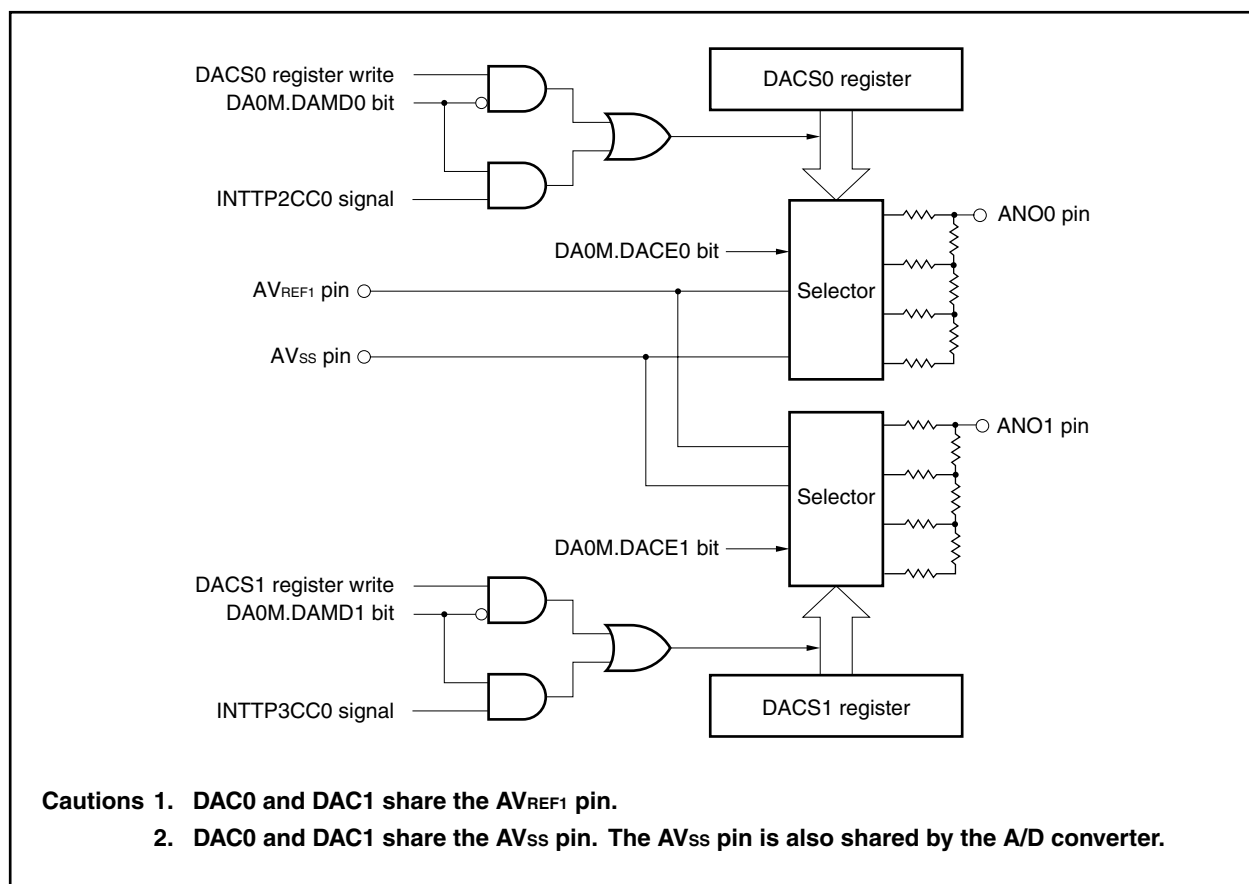 DACS0 register write
DA0M.DAMD0 bit
INTTP2CC0 signal
DACS0 register
DA0M.DACE0 bit
Selector
ANO0 pin
AVREF1 pin
AVSS pin
Selector
ANO1 pin
DA0M.DACE1 bit
DACS1 register write
DA0M.DAMD1 bit
INTTP3CC0 signal
DACS1 register
Cautions 1. DAC0 and DAC1 share the AVREF1 pin.
2. DAC0 and DAC1 share the AVSS pin. The AVSS pin is also shared by the A/D converter.